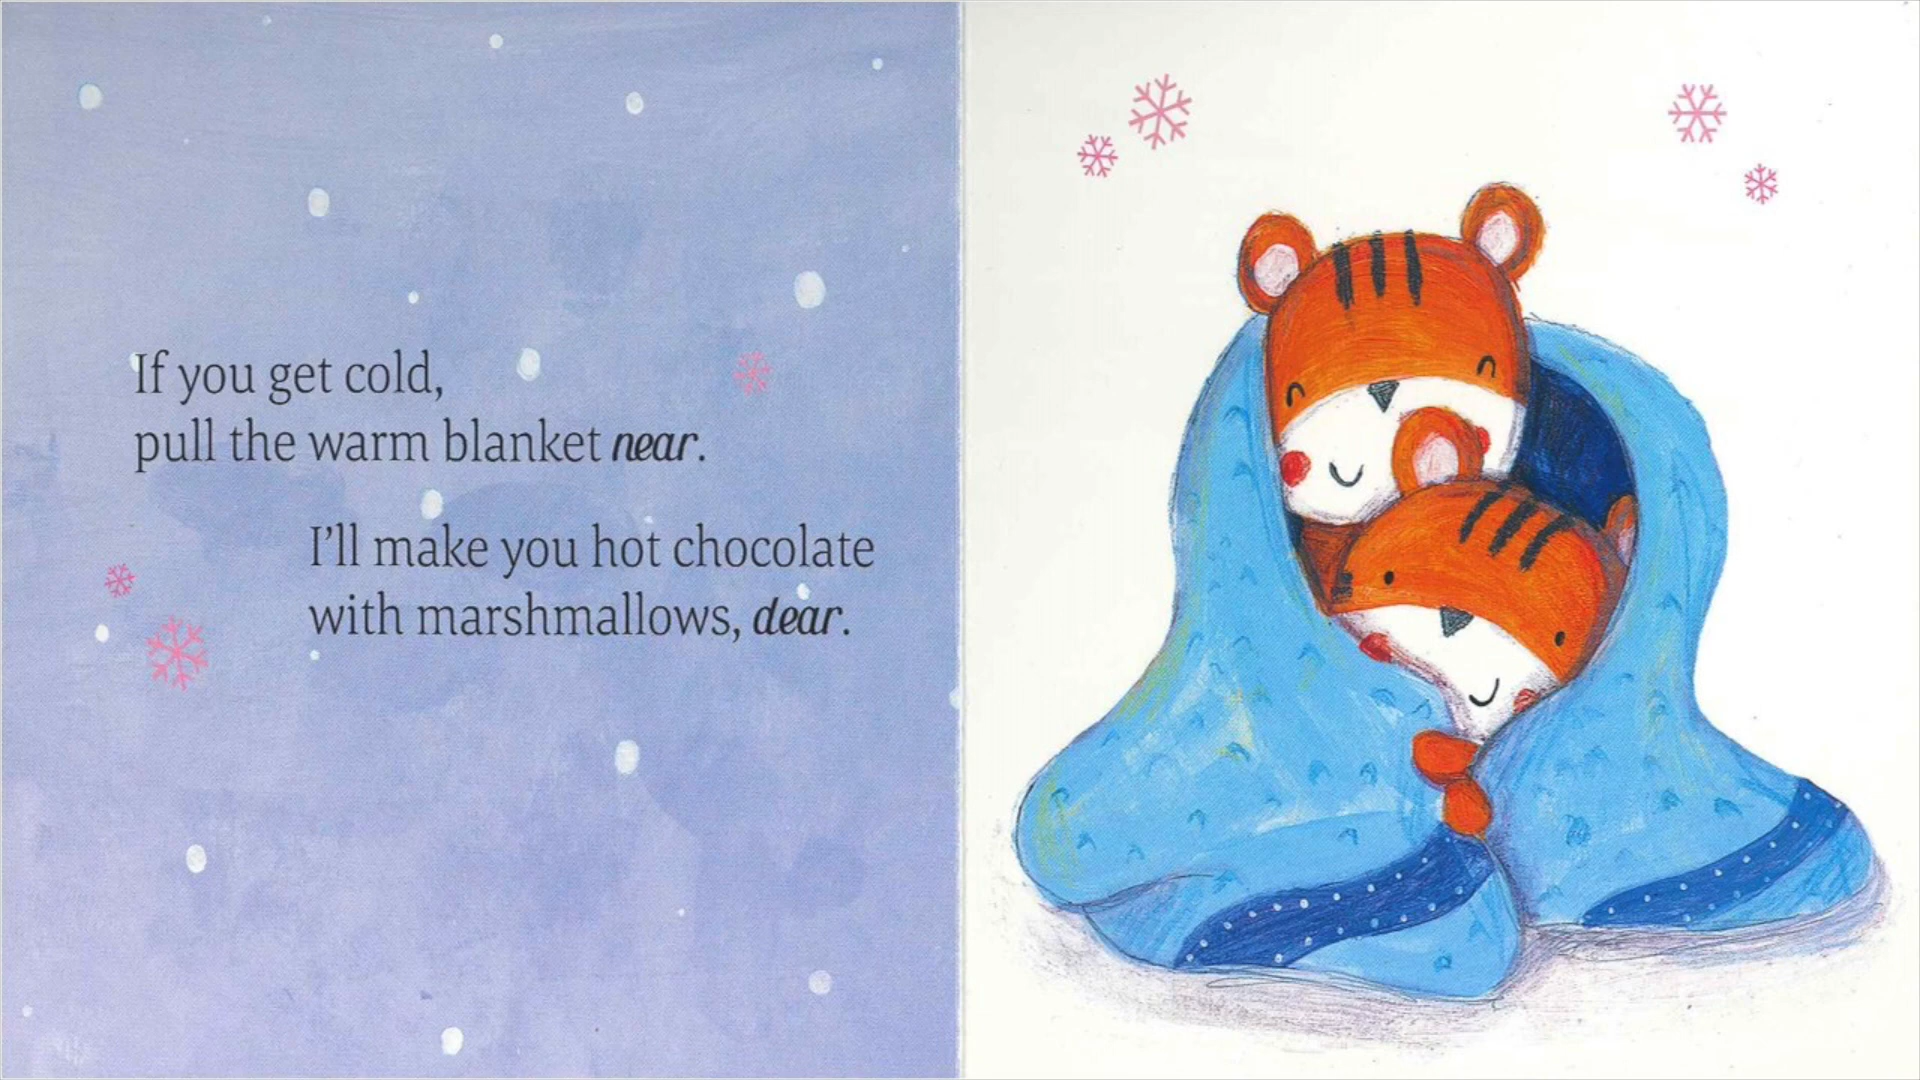 If you get cold,
pull the warm blanket near.
I’ll make you hot chocolate
with marshmallows, dear.